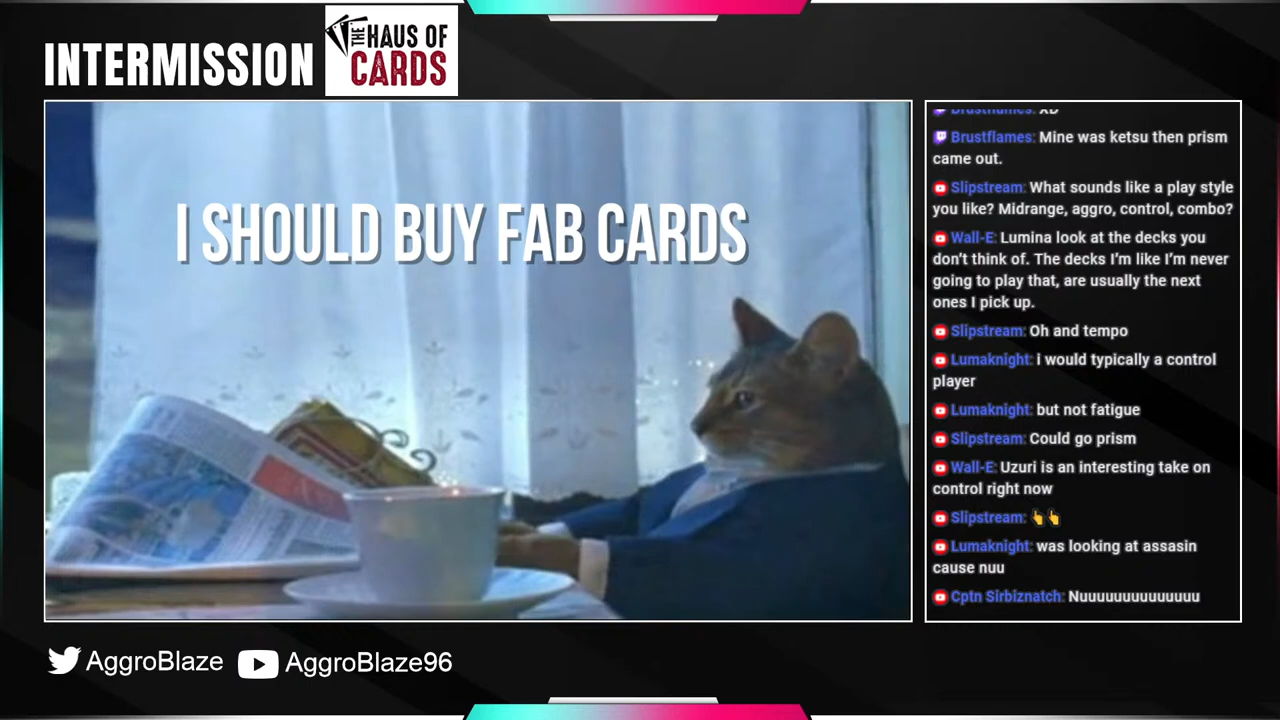 INTERMISSION
THE HAUS OF
CARDS
I SHOULD BUY FAB CARDS
Brustflames: XD
Brustflames: Mine was ketsu then prism
came out.
Slipstream: What sounds like a play style
you like? Midrange, aggro, control, combo?
Wall-E: Lumina look at the decks you
don’t think of. The decks I’m like I’m never
going to play that, are usually the next
ones I pick up.
Slipstream: Oh and tempo
Lumaknight: i would typically a control
player
Lumaknight: but not fatigue
Slipstream: Could go prism
Wall-E: Uzuri is an interesting take on
control right now
Slipstream: 👆👆
Lumaknight: was looking at assasin
cause nuu
Cptn Sirbiznatch: Nuuuuuuuuuuuuu
AggroBlaze
AggroBlaze96